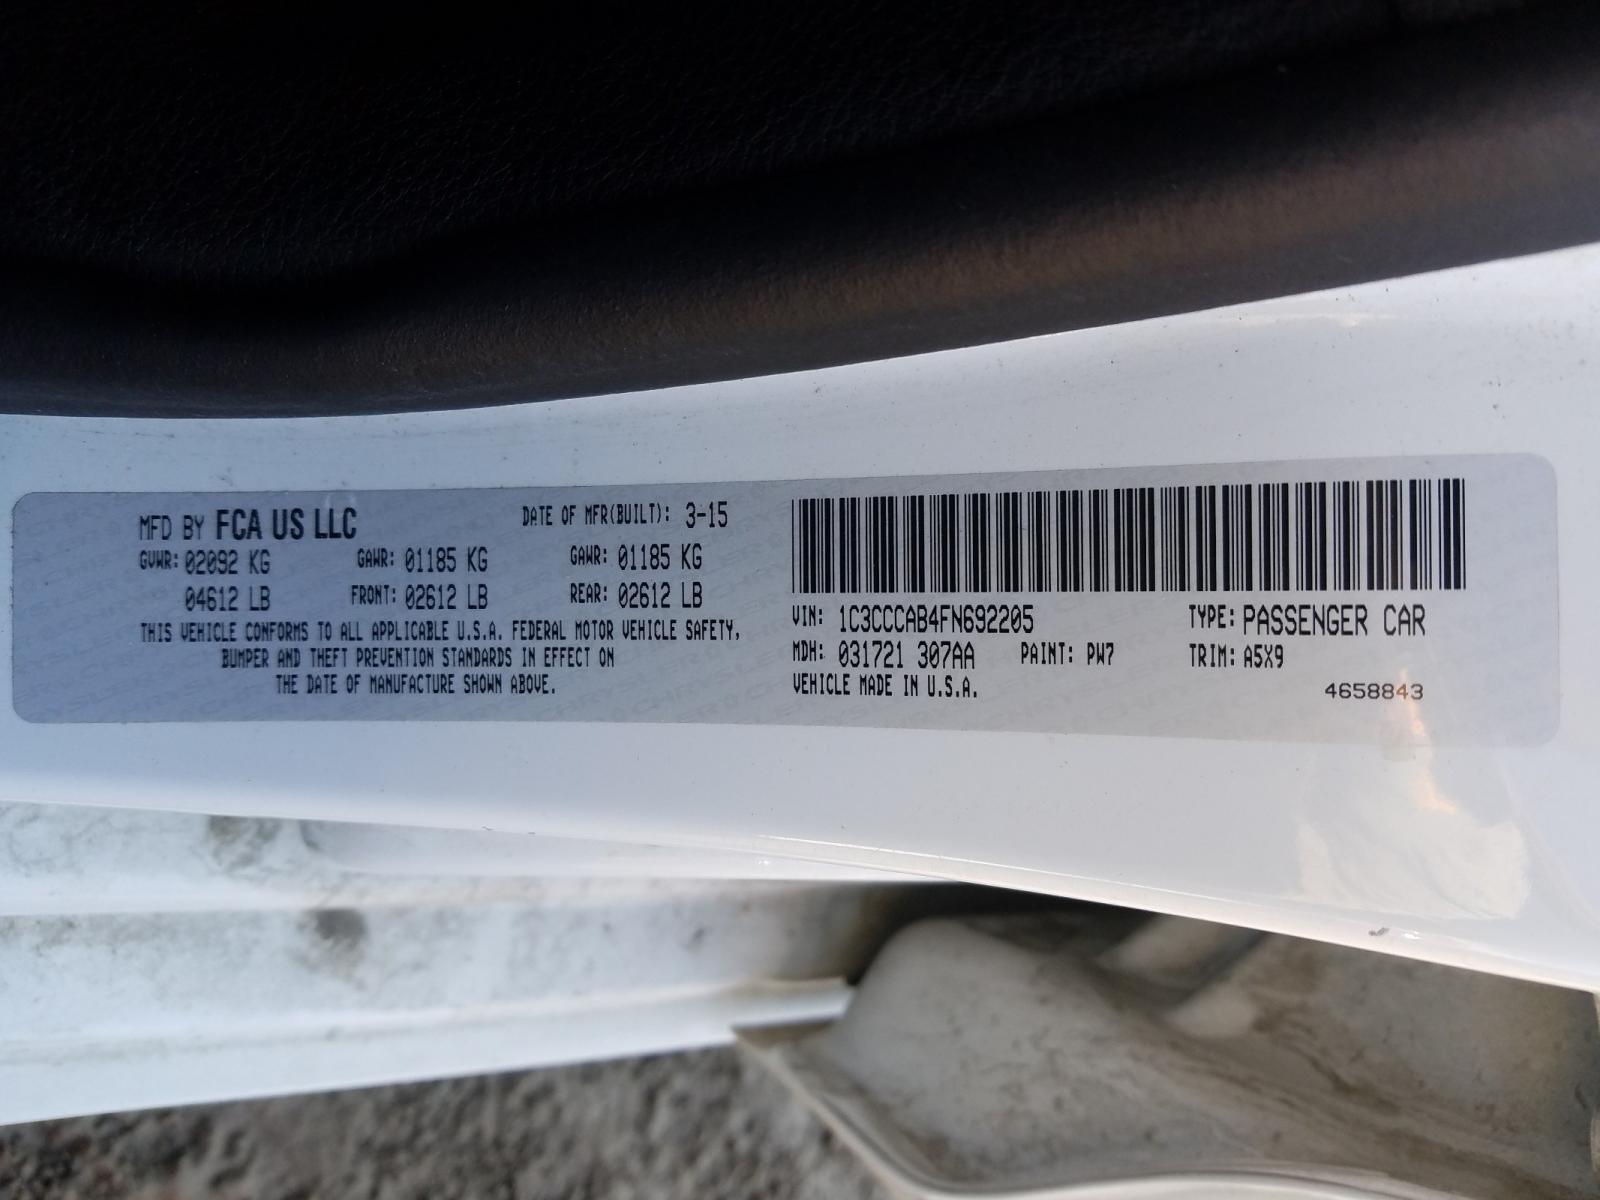 MFD BY FCA US LLC DATE OF MFR(BUILT): 3-15
GVWR: 02092 KG GAWR: 01185 KG GAWR: 01185 KG
04612 LB FRONT: 02612 LB REAR: 02612 LB
THIS VEHICLE CONFORMS TO ALL APPLICABLE U.S.A. FEDERAL MOTOR VEHICLE SAFETY,
BUMPER AND THEFT PREVENTION STANDARDS IN EFFECT ON
THE DATE OF MANUFACTURE SHOWN ABOVE.
VIN: 1C3CCCAB4FN692205 TYPE: PASSENGER CAR
MDH: 031721 307AA PAINT: PW7 TRIM: A5X9
VEHICLE MADE IN U.S.A. 4658843